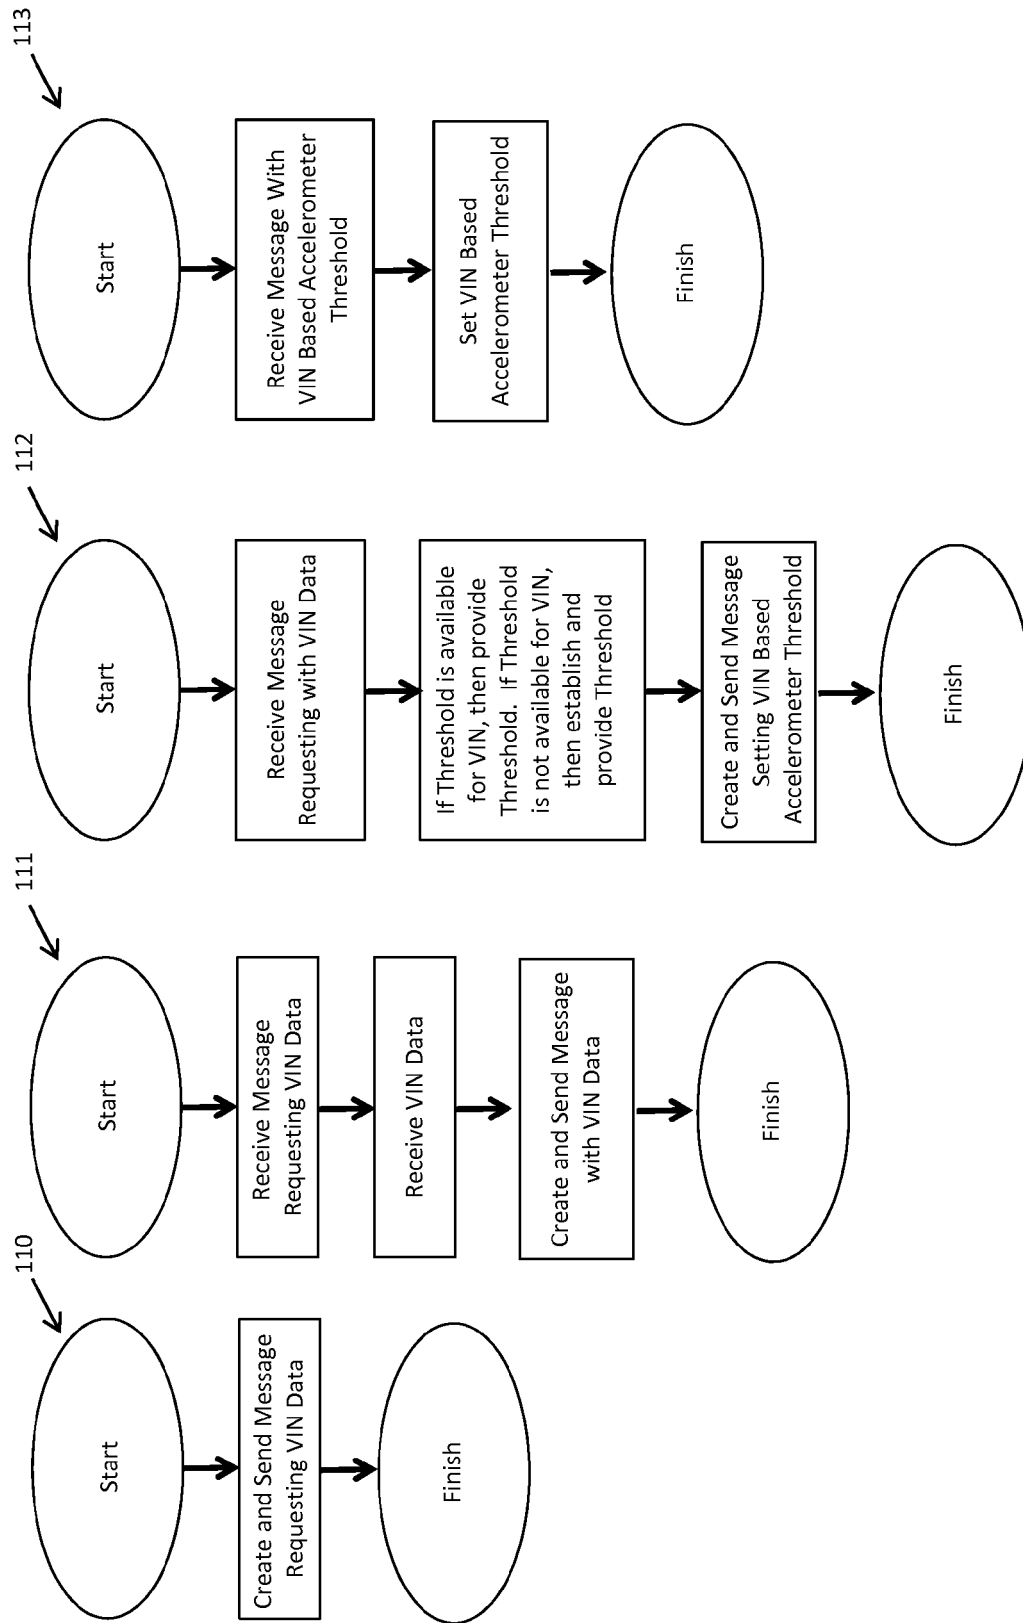 110
Start
Create and Send Message
Requesting VIN Data
Finish
111
Start
Receive Message
Requesting VIN Data
Receive VIN Data
Create and Send Message
with VIN Data
Finish
112
Start
Receive Message
Requesting with VIN Data
If Threshold is available
for VIN, then provide
Threshold. If Threshold
is not available for VIN,
then establish and
provide Threshold
Create and Send Message
Setting VIN Based
Accelerometer Threshold
Finish
113
Start
Receive Message With
VIN Based Accelerometer
Threshold
Set VIN Based
Accelerometer Threshold
Finish